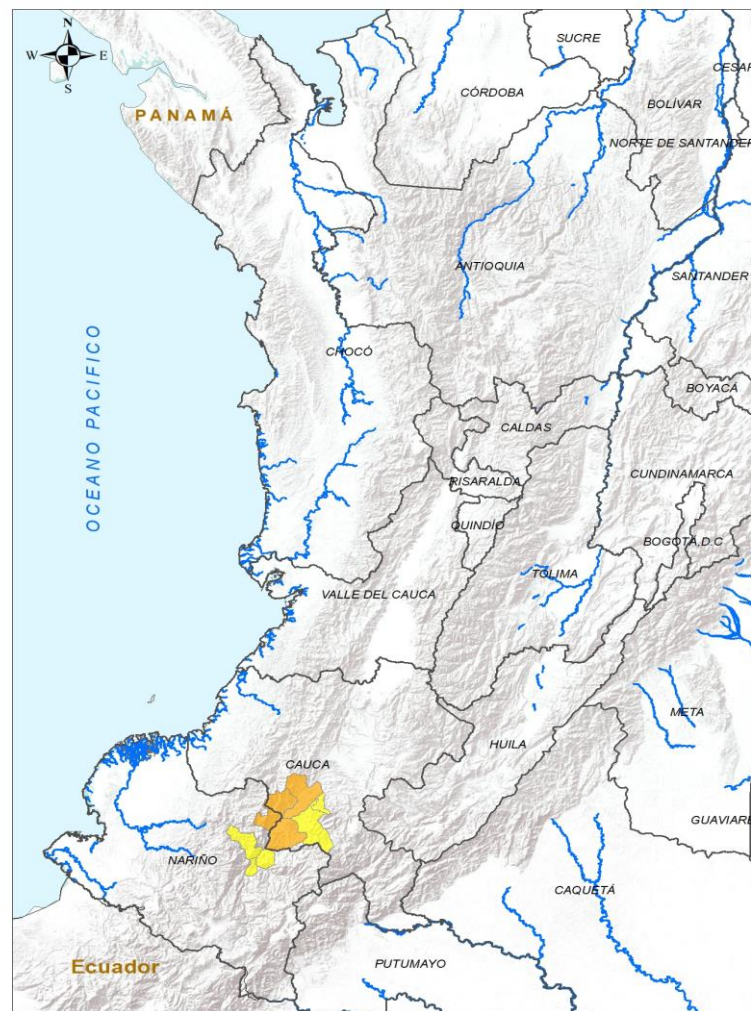 N
W E
S
SUCRE
CESAR
CÓRDOBA
BOLÍVAR
PANAMÁ
NORTE DE SANTANDER
ANTIOQUIA
SANTANDER
OCEANO PACIFICO
CHOCÓ
BOYACÁ
CALDAS
CUNDINAMARCA
RISARALDA
QUINDÍO
BOGOTÁ,D.C
TOLIMA
VALLE DEL CAUCA
META
HUILA
CAUCA
GUAVIARE
NARIÑO
CAQUETÁ
PUTUMAYO
Ecuador